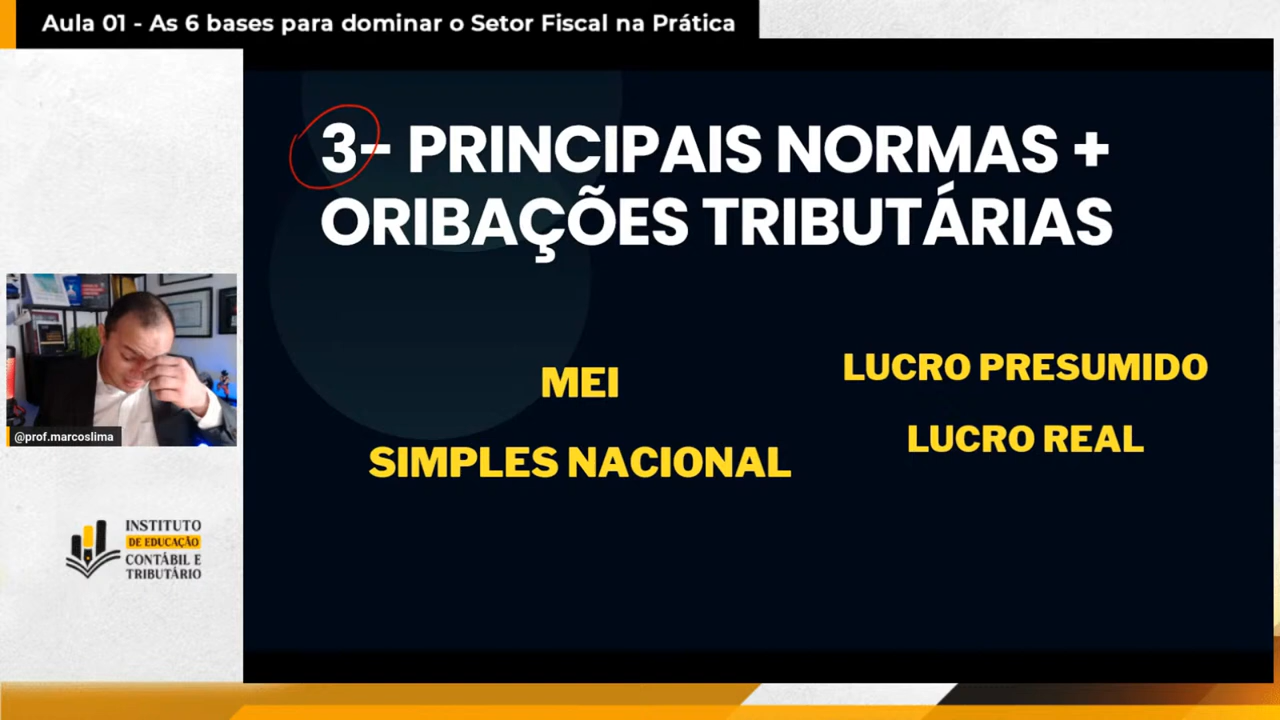 Aula 01 - As 6 bases para dominar o Setor Fiscal na Prática
3- PRINCIPAIS NORMAS +
ORIBAÇÕES TRIBUTÁRIAS
MEI
SIMPLES NACIONAL
LUCRO PRESUMIDO
LUCRO REAL
@prof.marcoslima
INSTITUTO
DE EDUCAÇÃO
CONTÁBIL E
TRIBUTÁRIO